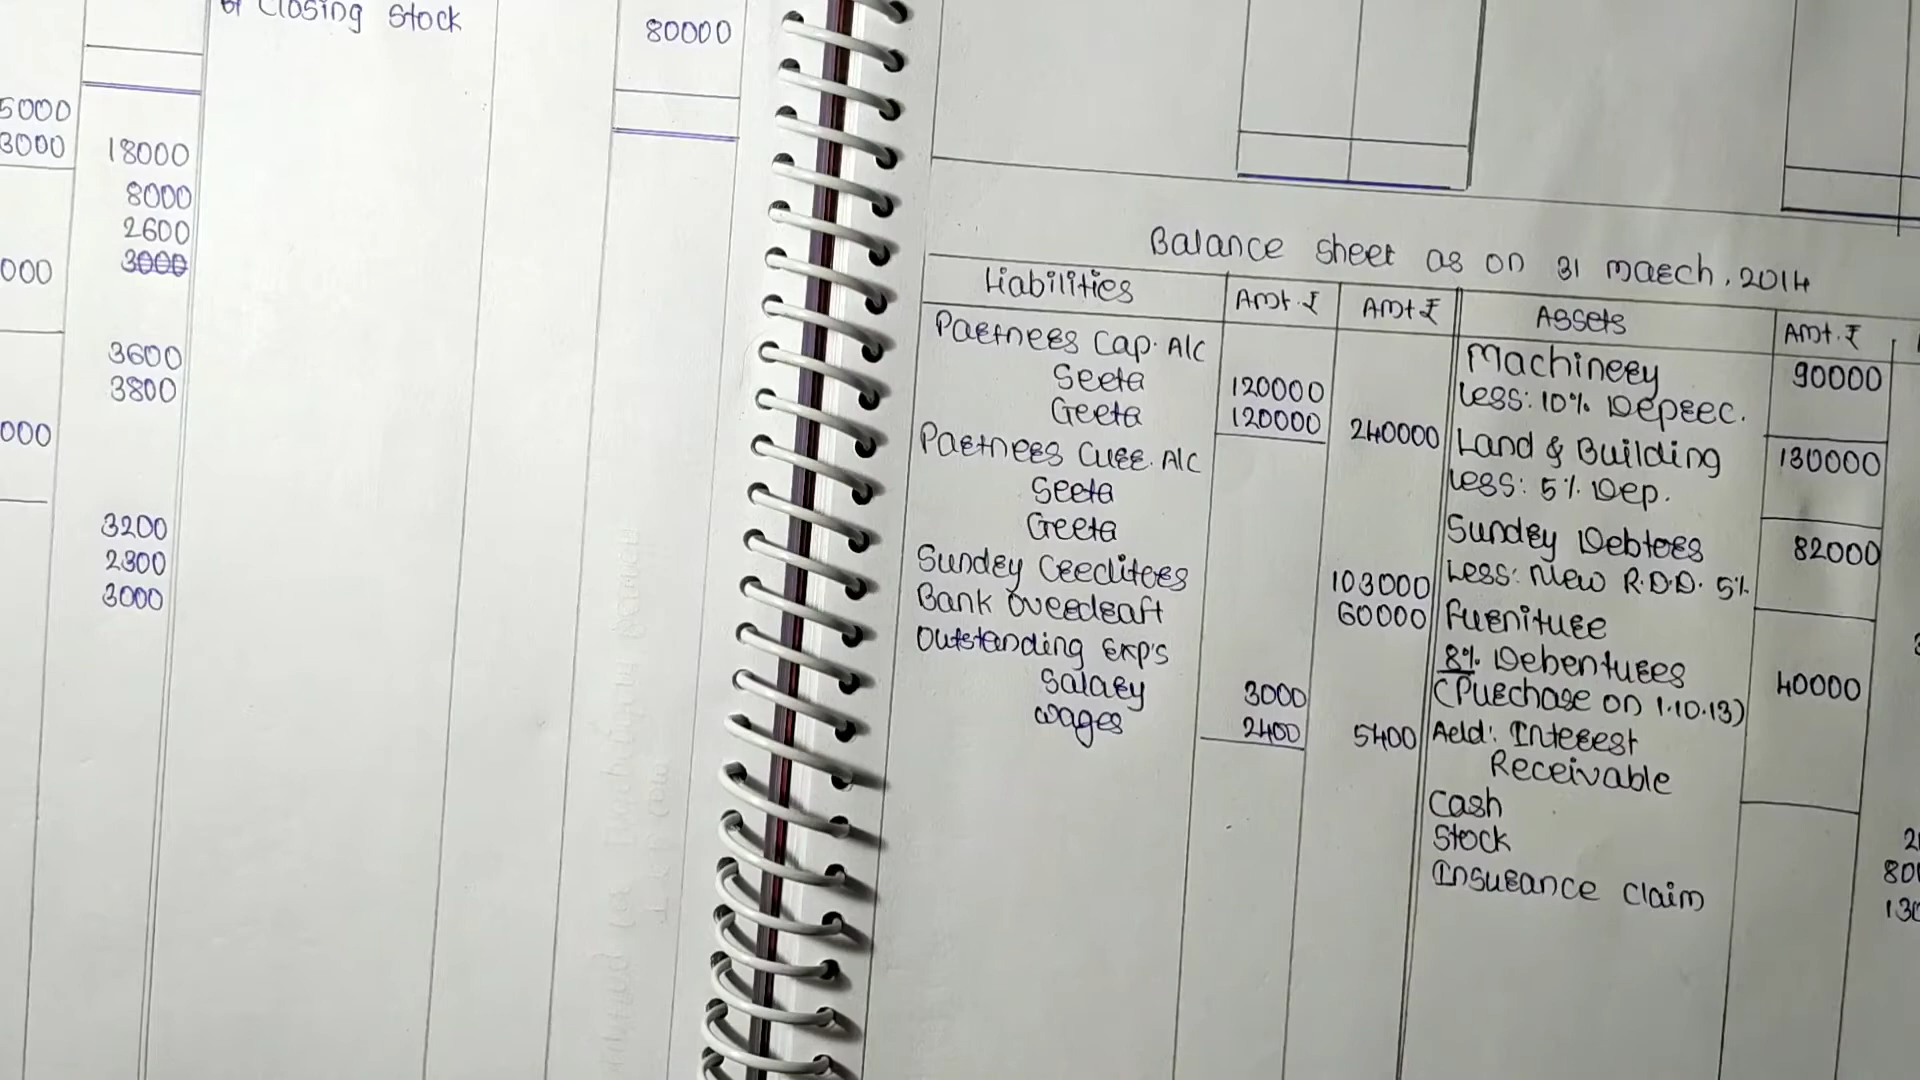 Closing Stock 80000
5000
3000 18000
8000
2600
000 3000
3600
3800
000
3200
2300
3000
Balance sheet as on 31 march, 2014
Liabilities Amt. ₹ Amt ₹ Assets Amt. ₹
Partners Cap. A/c Machinery 90000
Seeta 120000 Less: 10% Deprec.
Geeta 120000 240000 Land & Building 130000
Partners Curr. A/c Less: 5% Dep.
Seeta
Geeta Sundry Debtors 82000
Sundry Creditors 103000 Less: New R.D.D. 5%
Bank Overdraft 60000 Furniture
Outstanding Exp's 8% Debentures 40000
Salary 3000 (Purchase on 1.10.13)
Wages 2400 5400 Add: Interest
Receivable
Cash
Stock
Insurance Claim